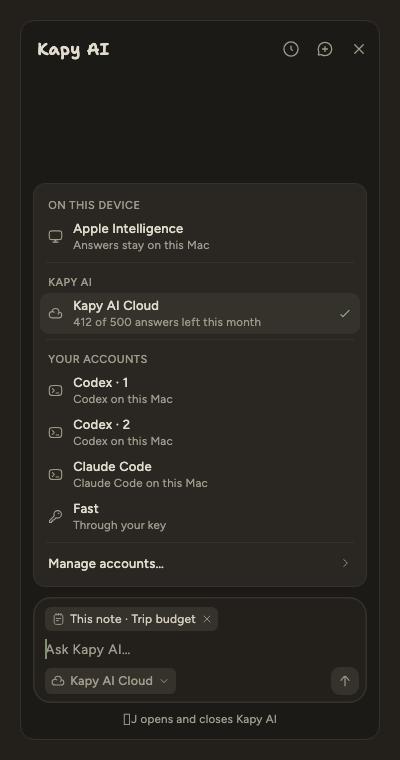 Kapy AI
ON THIS DEVICE
Apple Intelligence
Answers stay on this Mac
KAPY AI
Kapy AI Cloud
412 of 500 answers left this month
YOUR ACCOUNTS
Codex · 1
Codex on this Mac
Codex · 2
Codex on this Mac
Claude Code
Claude Code on this Mac
Fast
Through your key
Manage accounts...
This note · Trip budget
Ask Kapy AI...
Kapy AI Cloud
J opens and closes Kapy AI